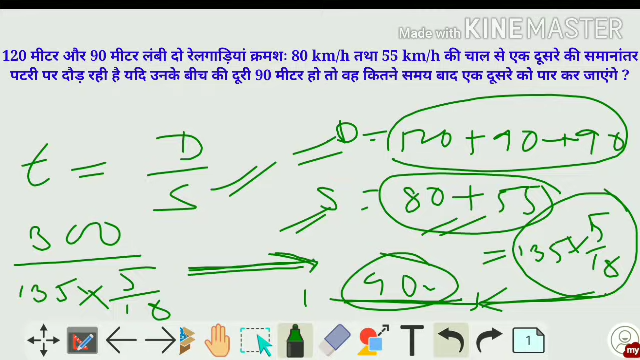 Made with KINEMASTER
120 मीटर और 90 मीटर लंबी दो रेलगाड़ियां क्रमशः 80 km/h तथा 55 km/h की चाल से एक दूसरे की समानांतर
पटरी पर दौड़ रही है यदि उनके बीच की दूरी 90 मीटर हो तो वह कितने समय बाद एक दूसरे को पार कर जाएंगे ?
t = D/S D = 120 + 90 + 90
S = 80 + 55
300 / 135 × 5/18 = 135 × 5/18
90
T 1 my